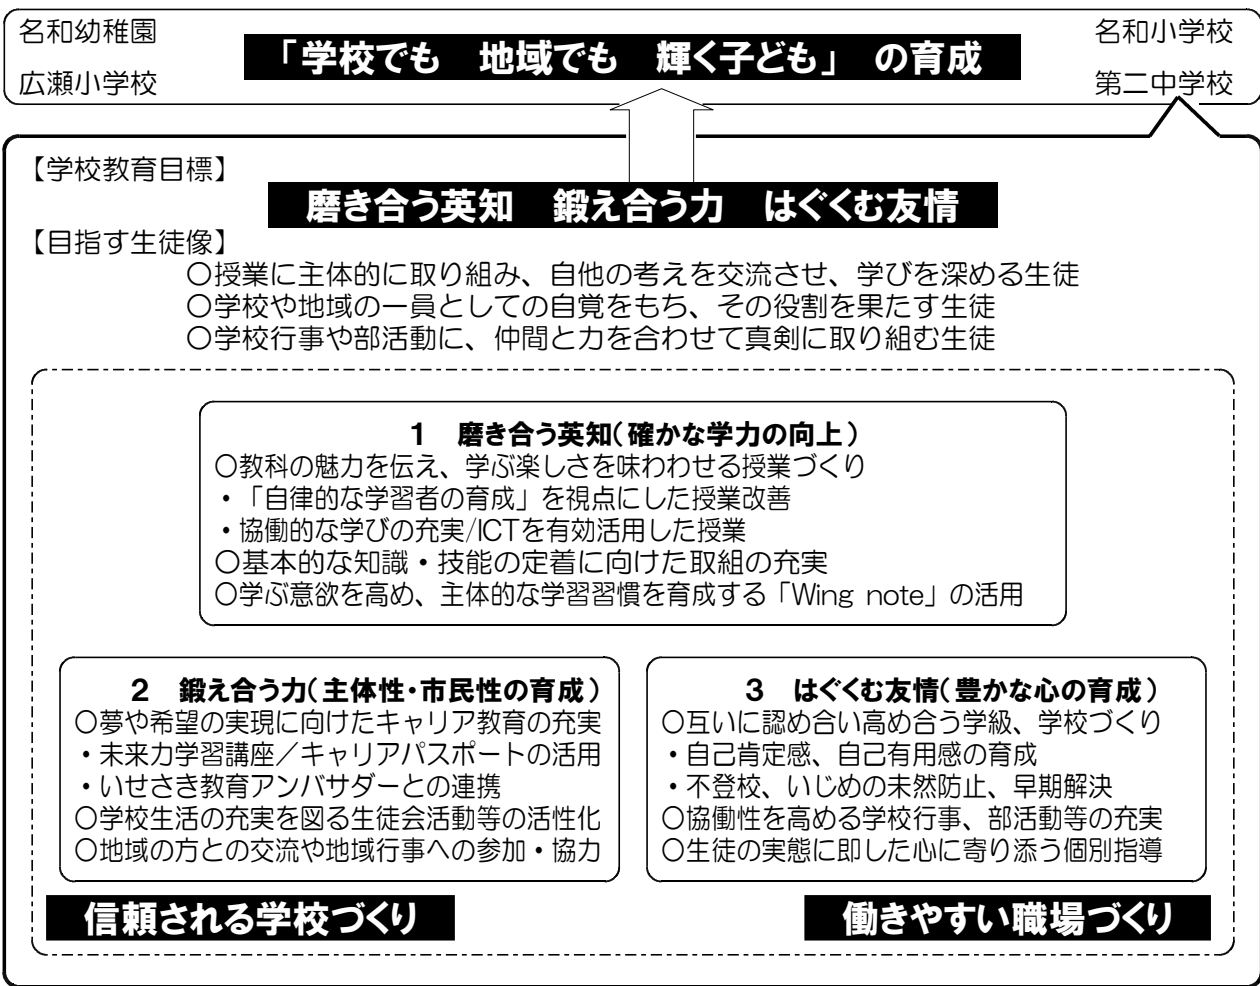 名和幼稚園
広瀬小学校
「学校でも　地域でも　輝く子ども」　の育成
名和小学校
第二中学校
【学校教育目標】
磨き合う英知　鍛え合う力　はぐくむ友情
【目指す生徒像】
○授業に主体的に取り組み、自他の考えを交流させ、学びを深める生徒
○学校や地域の一員としての自覚をもち、その役割を果たす生徒
○学校行事や部活動に、仲間と力を合わせて真剣に取り組む生徒
1　磨き合う英知（確かな学力の向上）
○教科の魅力を伝え、学ぶ楽しさを味わわせる授業づくり
・「自律的な学習者の育成」を視点にした授業改善
・協働的な学びの充実/ICTを有効活用した授業
○基本的な知識・技能の定着に向けた取組の充実
○学ぶ意欲を高め、主体的な学習習慣を育成する「Wing note」の活用
2　鍛え合う力（主体性・市民性の育成）
○夢や希望の実現に向けたキャリア教育の充実
・未来力学習講座／キャリアパスポートの活用
・いせさき教育アンバサダーとの連携
○学校生活の充実を図る生徒会活動等の活性化
○地域の方との交流や地域行事への参加・協力
3　はぐくむ友情（豊かな心の育成）
○互いに認め合い高め合う学級、学校づくり
・自己肯定感、自己有用感の育成
・不登校、いじめの未然防止、早期解決
○協働性を高める学校行事、部活動等の充実
○生徒の実態に即した心に寄り添う個別指導
信頼される学校づくり
働きやすい職場づくり